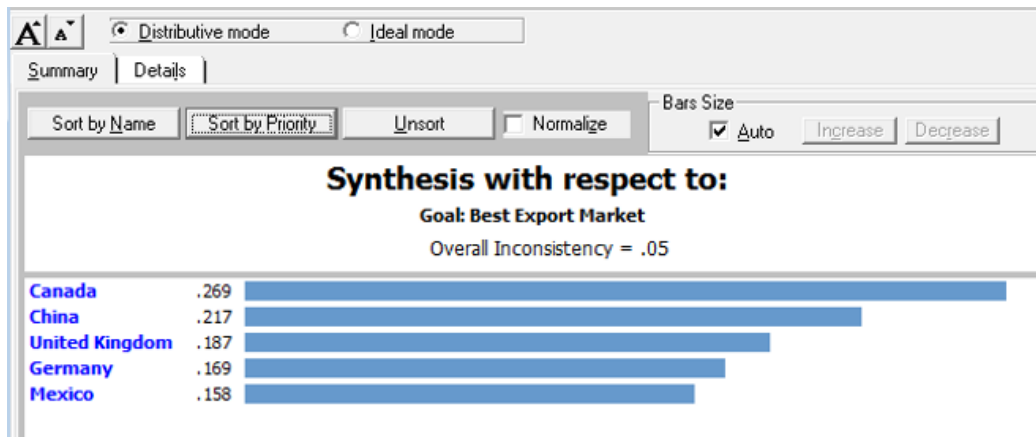 A A Distributive mode Ideal mode
Summary Details
Bars Size
Sort by Name Sort by Priority Unsort Normalize Auto Increase Decrease
Synthesis with respect to:
Goal: Best Export Market
Overall Inconsistency = .05
Canada .269
China .217
United Kingdom .187
Germany .169
Mexico .158